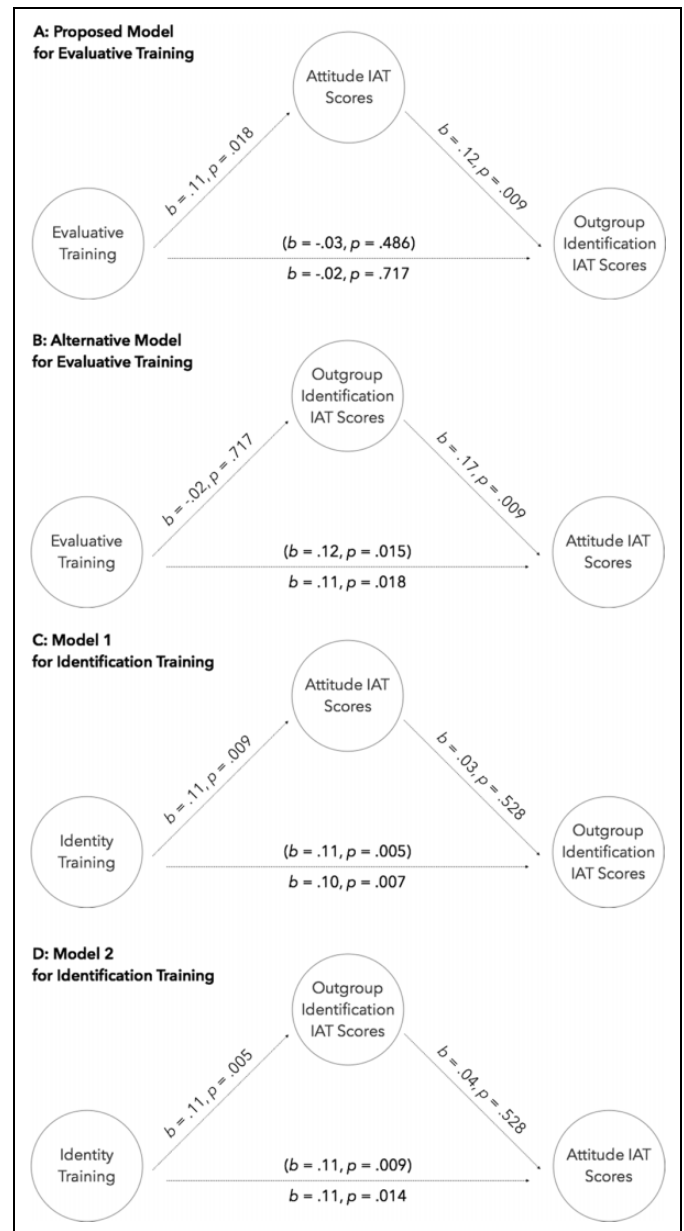 A: Proposed Model
for Evaluative Training
Attitude IAT
Scores
b = .11, p = .018
b = .12, p = .009
Evaluative
Training
(b = -.03, p = .486)
b = -.02, p = .717
Outgroup
Identification
IAT Scores
B: Alternative Model
for Evaluative Training
Outgroup
Identification
IAT Scores
b = -.02, p = .717
b = .17, p = .009
Evaluative
Training
(b = .12, p = .015)
b = .11, p = .018
Attitude IAT
Scores
C: Model 1
for Identification Training
Attitude IAT
Scores
b = .11, p = .009
b = .03, p = .528
Identity
Training
(b = .11, p = .005)
b = .10, p = .007
Outgroup
Identification
IAT Scores
D: Model 2
for Identification Training
Outgroup
Identification
IAT Scores
b = .11, p = .005
b = .04, p = .528
Identity
Training
(b = .11, p = .009)
b = .11, p = .014
Attitude IAT
Scores